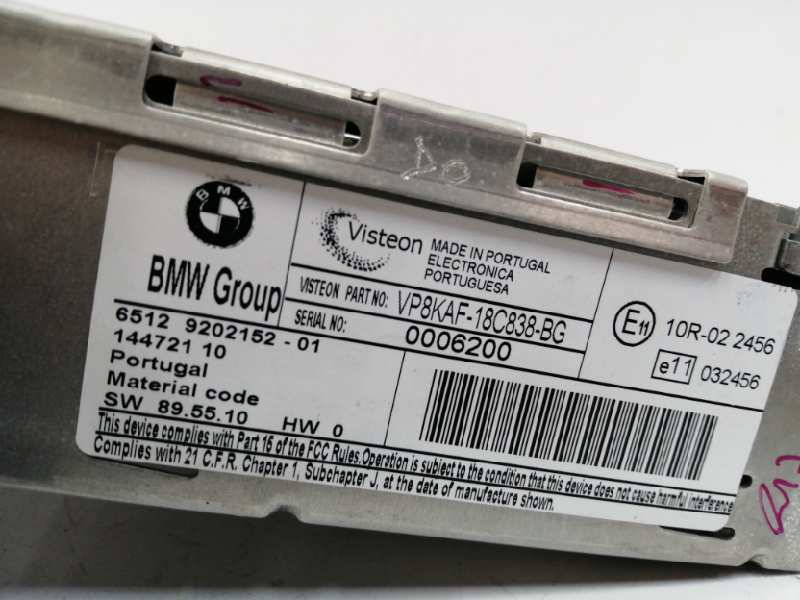 BMW
BMW Group
Visteon
MADE IN PORTUGAL
ELECTRONICA
PORTUGUESA
VISTEON PART NO: VP8KAF-18C838-BG
SERIAL NO: 0006200
6512 9202152-01
144721 10
Portugal
Material code
SW 89.55.10 HW 0
E11 10R-02 2456
e11 032456
This device complies with Part 16 of the FCC Rules.Operation is subject to the condition that this device does not cause harmful interference
Complies with 21 C.F.R. Chapter 1, Subchapter J, at the date of manufacture shown.